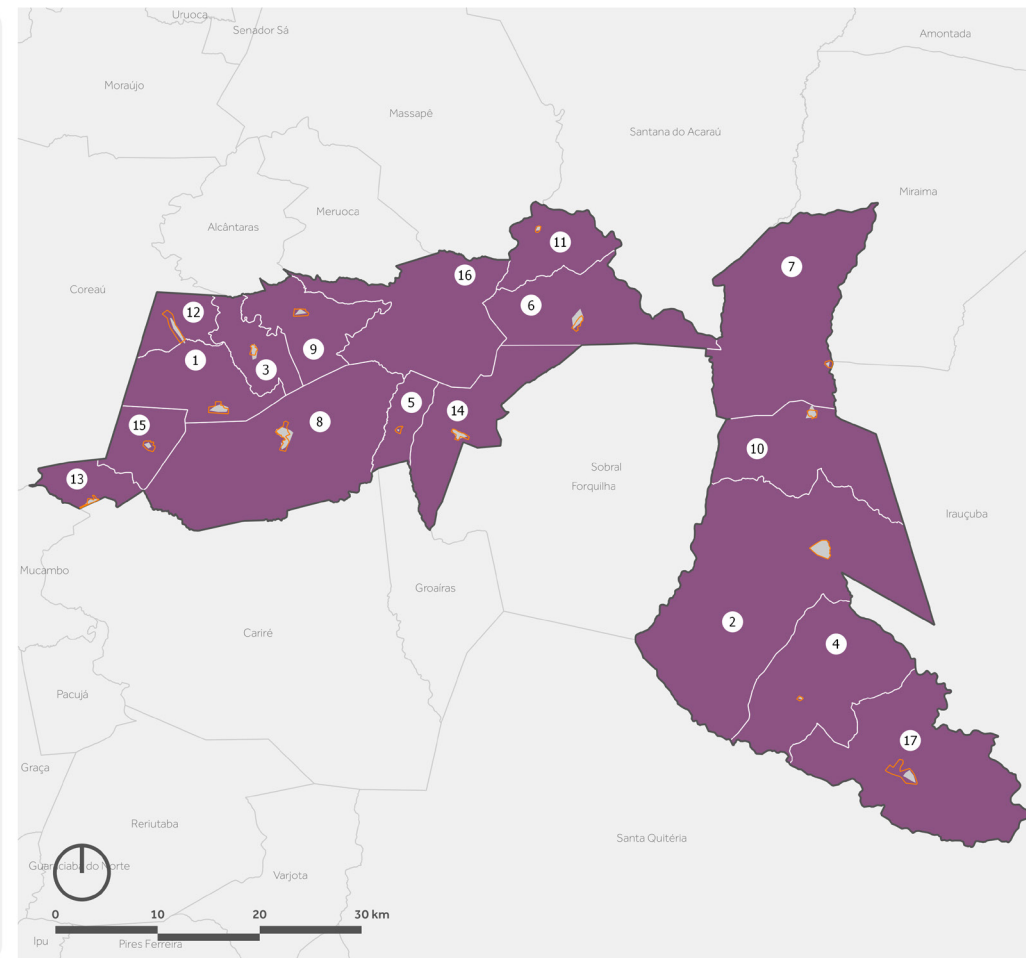 Uruoca
Senador Sá
Amontada
Moraújo
Massapê
Santana do Acaraú
Miraima
Meruoca
Alcântaras
11
7
16
Coreaú
12
6
9
1
3
5
14
8
15
10
Sobral
13
Forquilha
Irauçuba
Mucambo
Groaíras
2
Cariré
4
Pacujá
17
Graça
Reriutaba
Santa Quitéria
Guaraciaba do Norte
Varjota
0 10 20 30 km
Ipu
Pires Ferreira